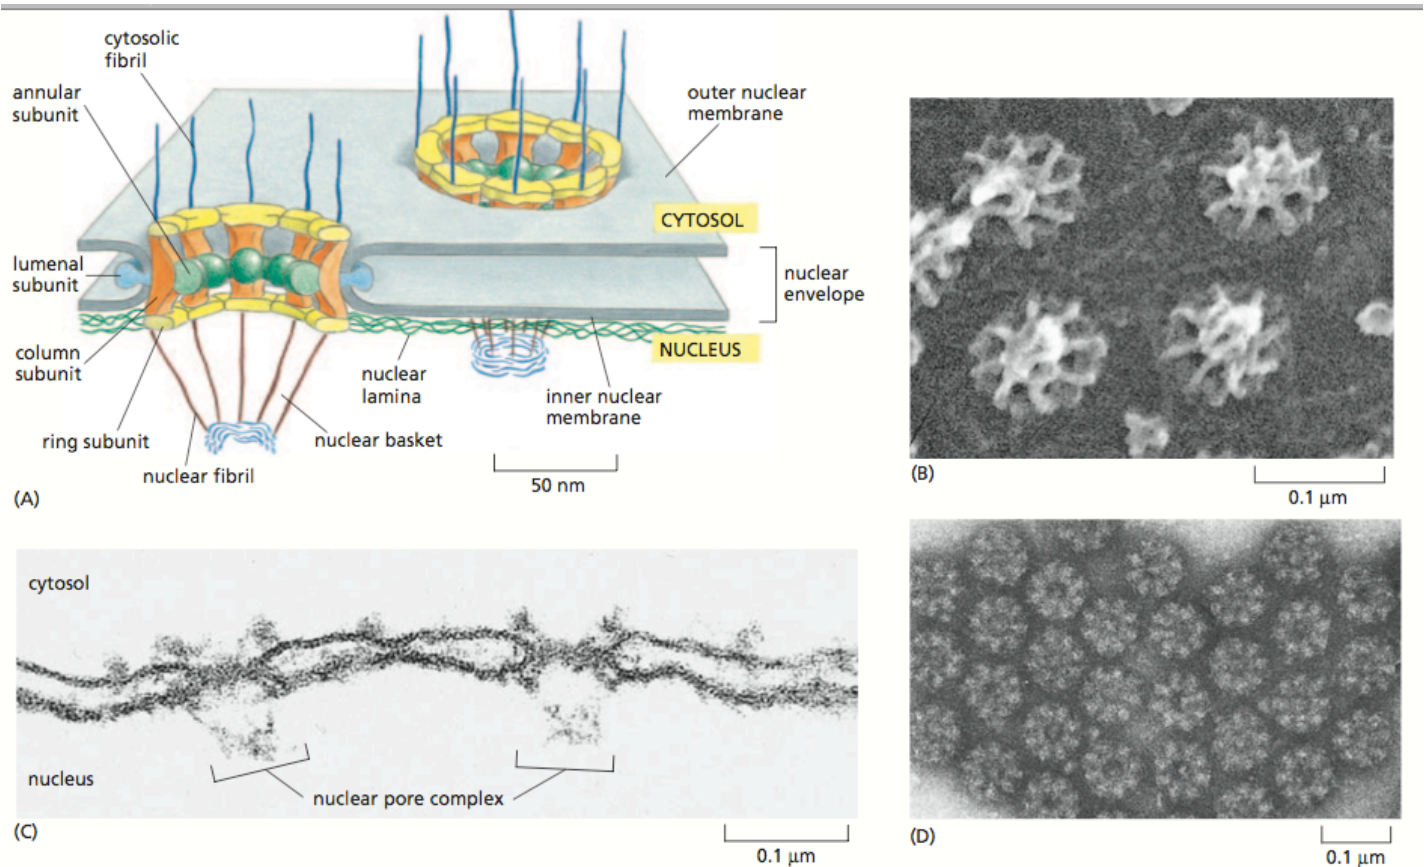 cytosolic
fibril
annular
subunit
outer nuclear
membrane
CYTOSOL
lumenal
subunit
nuclear
envelope
column
subunit
NUCLEUS
nuclear
lamina
inner nuclear
membrane
ring subunit
nuclear basket
nuclear fibril
50 nm
(A)
(B)
0.1 μm
cytosol
nucleus
nuclear pore complex
(C)
0.1 μm
(D)
0.1 μm